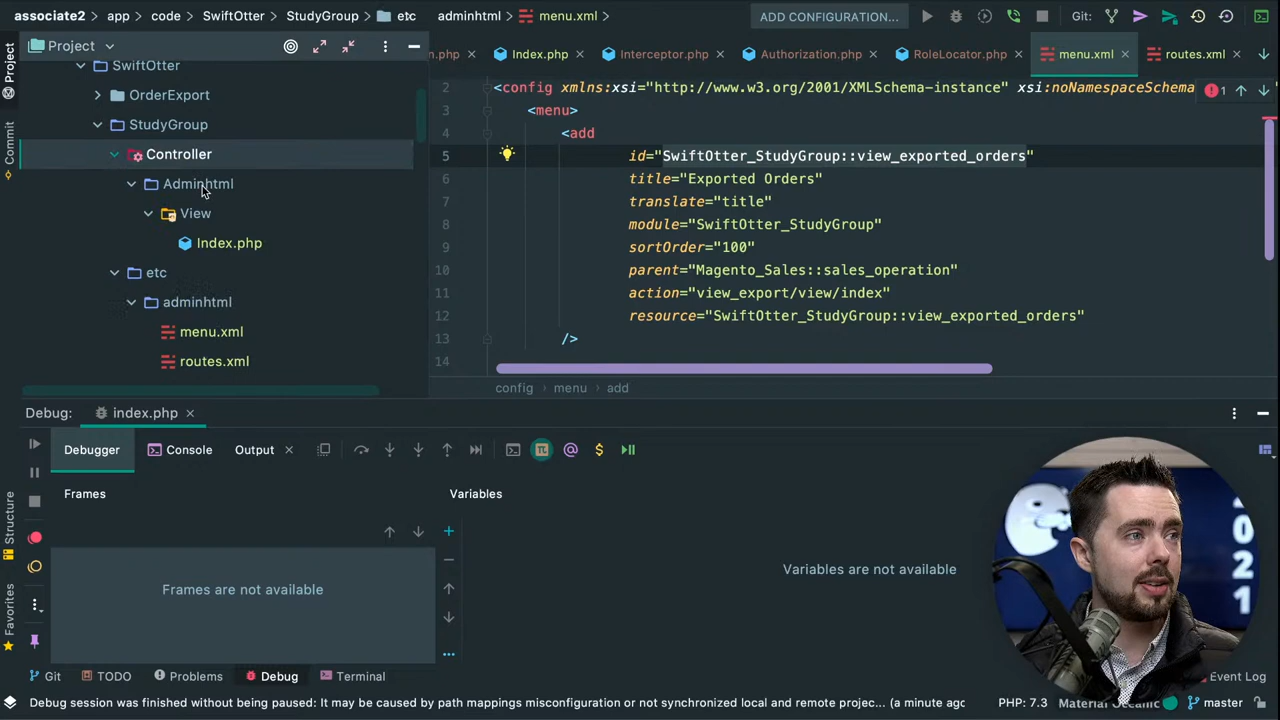 associate2 > app > code > SwiftOtter > StudyGroup > etc adminhtml > menu.xml >
ADD CONFIGURATION...
Git:
Project
n.php ×
Index.php ×
Interceptor.php ×
Authorization.php ×
RoleLocator.php ×
menu.xml ×
routes.xml ×
Project
Commit
Structure
Favorites
SwiftOtter
OrderExport
StudyGroup
Controller
Adminhtml
View
Index.php
etc
adminhtml
menu.xml
routes.xml
2 <config xmlns:xsi="http://www.w3.org/2001/XMLSchema-instance" xsi:noNamespaceSchema
1
3 <menu>
4 <add
5 id="SwiftOtter_StudyGroup::view_exported_orders"
6 title="Exported Orders"
7 translate="title"
8 module="SwiftOtter_StudyGroup"
9 sortOrder="100"
10 parent="Magento_Sales::sales_operation"
11 action="view_export/view/index"
12 resource="SwiftOtter_StudyGroup::view_exported_orders"
13 />
14
config > menu > add
Debug: index.php ×
Debugger Console Output ×
Frames
Variables
Frames are not available
Variables are not available
2
0
2
1
Git TODO Problems Debug Terminal
Event Log
Debug session was finished without being paused: It may be caused by path mappings misconfiguration or not synchronized local and remote projec... (a minute ago)
PHP: 7.3 Material Oceanic master